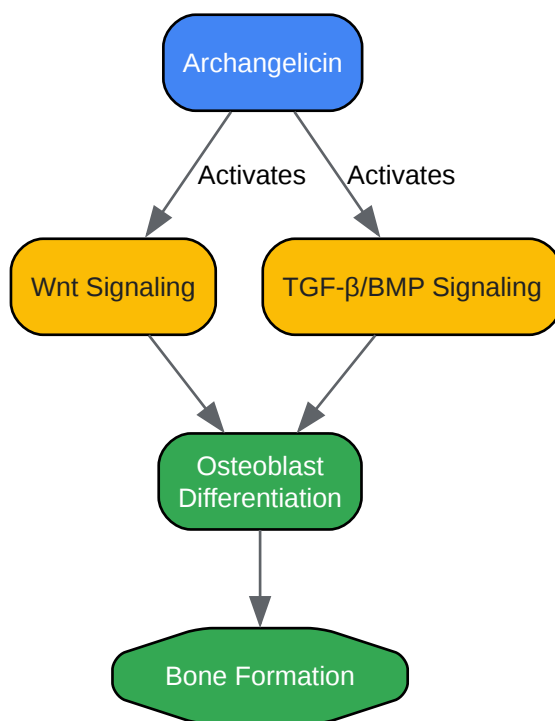 Archangelicin
Activates
Activates
Wnt Signaling
TGF-β/BMP Signaling
Osteoblast
Differentiation
Bone Formation